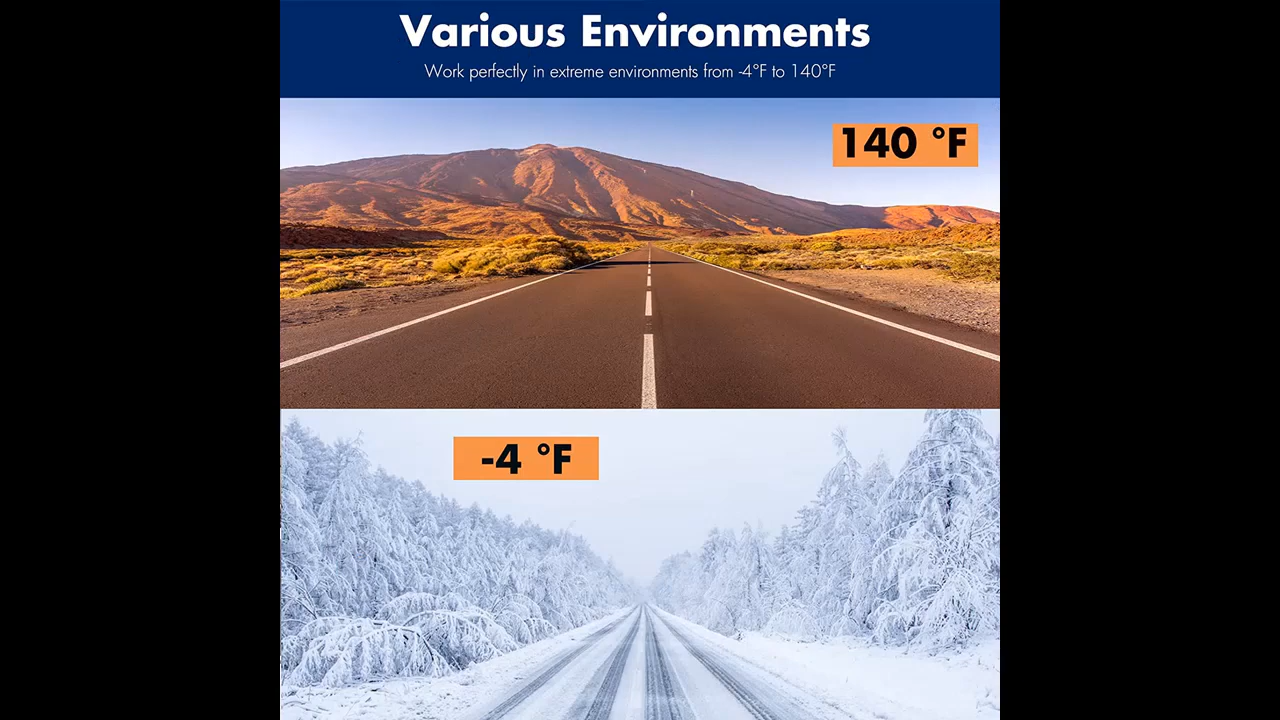 Various Environments
Work perfectly in extreme environments from -4°F to 140°F
140 °F
-4 °F